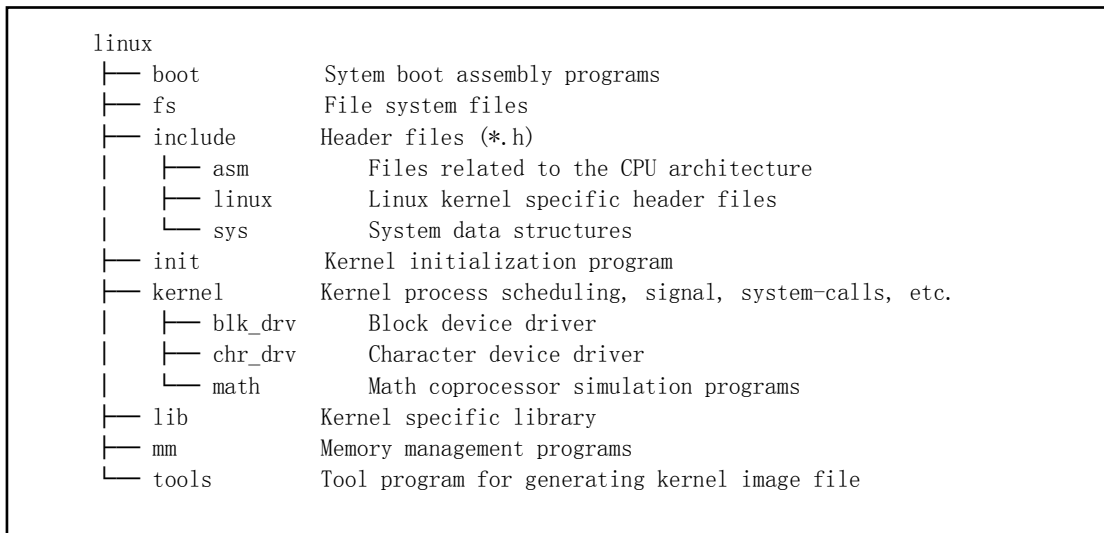 linux
├── boot Sytem boot assembly programs
├── fs File system files
├── include Header files (*.h)
│ ├── asm Files related to the CPU architecture
│ ├── linux Linux kernel specific header files
│ └── sys System data structures
├── init Kernel initialization program
├── kernel Kernel process scheduling, signal, system-calls, etc.
│ ├── blk_drv Block device driver
│ ├── chr_drv Character device driver
│ └── math Math coprocessor simulation programs
├── lib Kernel specific library
├── mm Memory management programs
└── tools Tool program for generating kernel image file